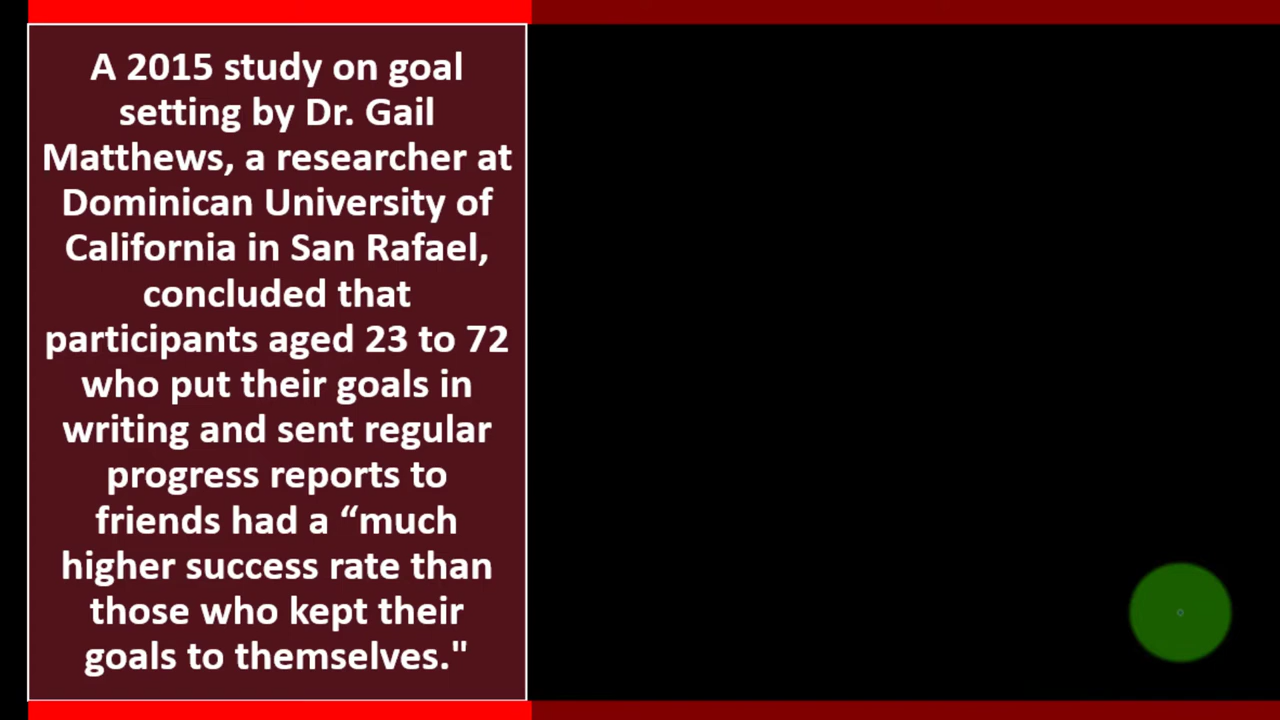 A 2015 study on goal
setting by Dr. Gail
Matthews, a researcher at
Dominican University of
California in San Rafael,
concluded that
participants aged 23 to 72
who put their goals in
writing and sent regular
progress reports to
friends had a “much
higher success rate than
those who kept their
goals to themselves."